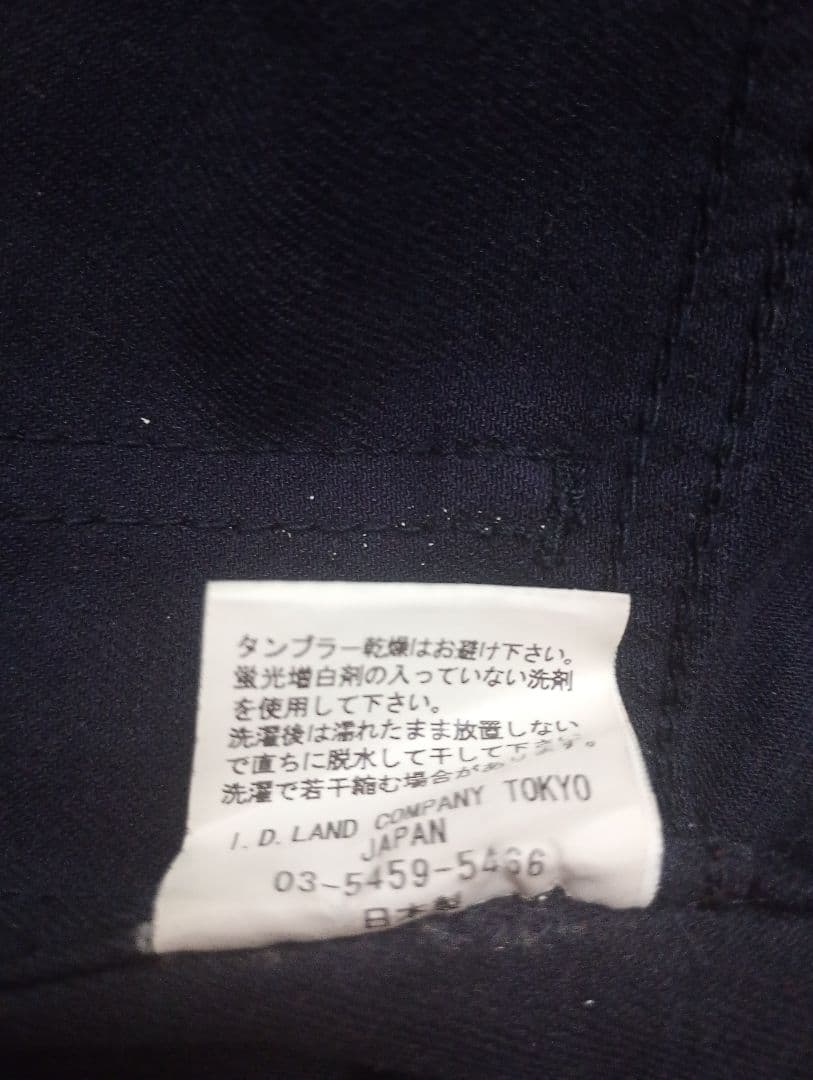 タンブラー乾燥はお避け下さい。
蛍光増白剤の入っていない洗剤
を使用して下さい。
洗濯後は濡れたまま放置しない
で直ちに脱水して干して下さい。
洗濯で若干縮む場合があります。
I.D.LAND COMPANY TOKYO
JAPAN
03-5459-5466
日本製